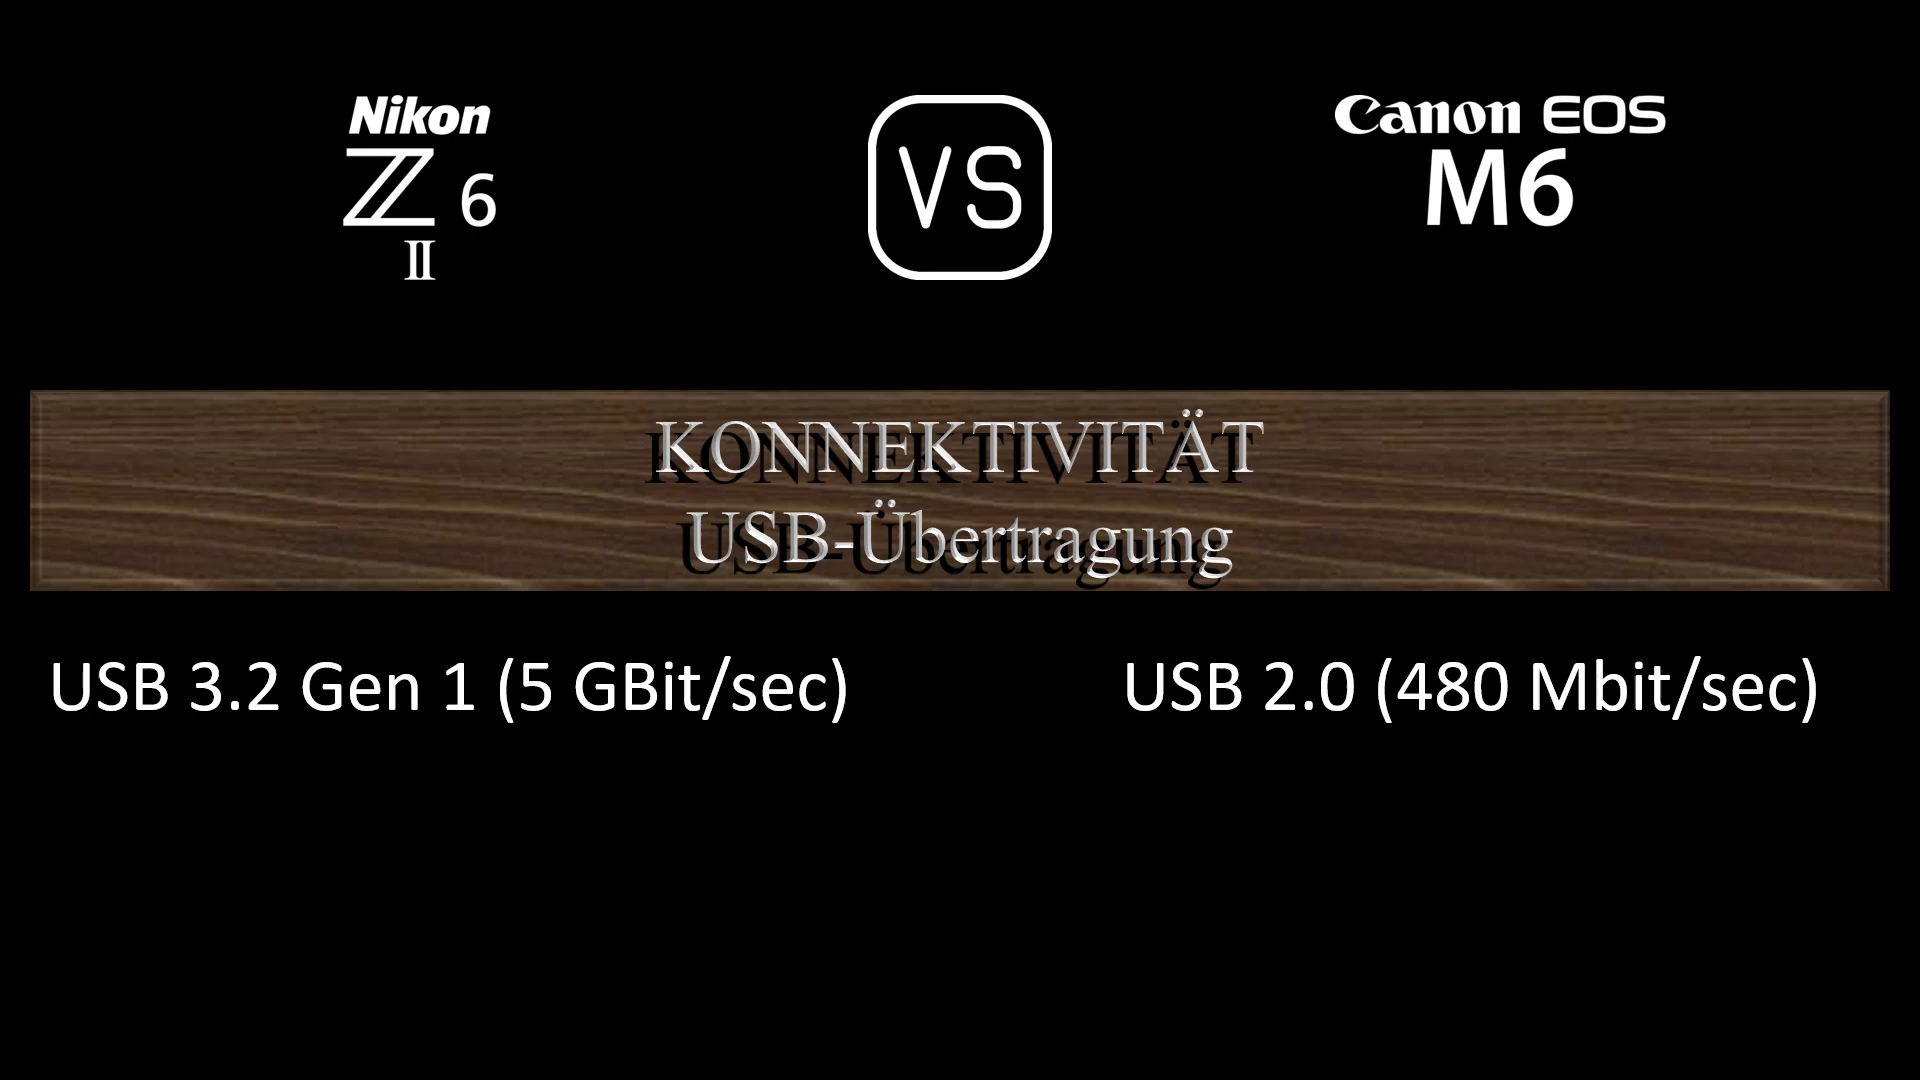 Nikon
Z 6
II
VS
Canon EOS
M6
KONNEKTIVITÄT
USB-Übertragung
USB 3.2 Gen 1 (5 GBit/sec)
USB 2.0 (480 Mbit/sec)